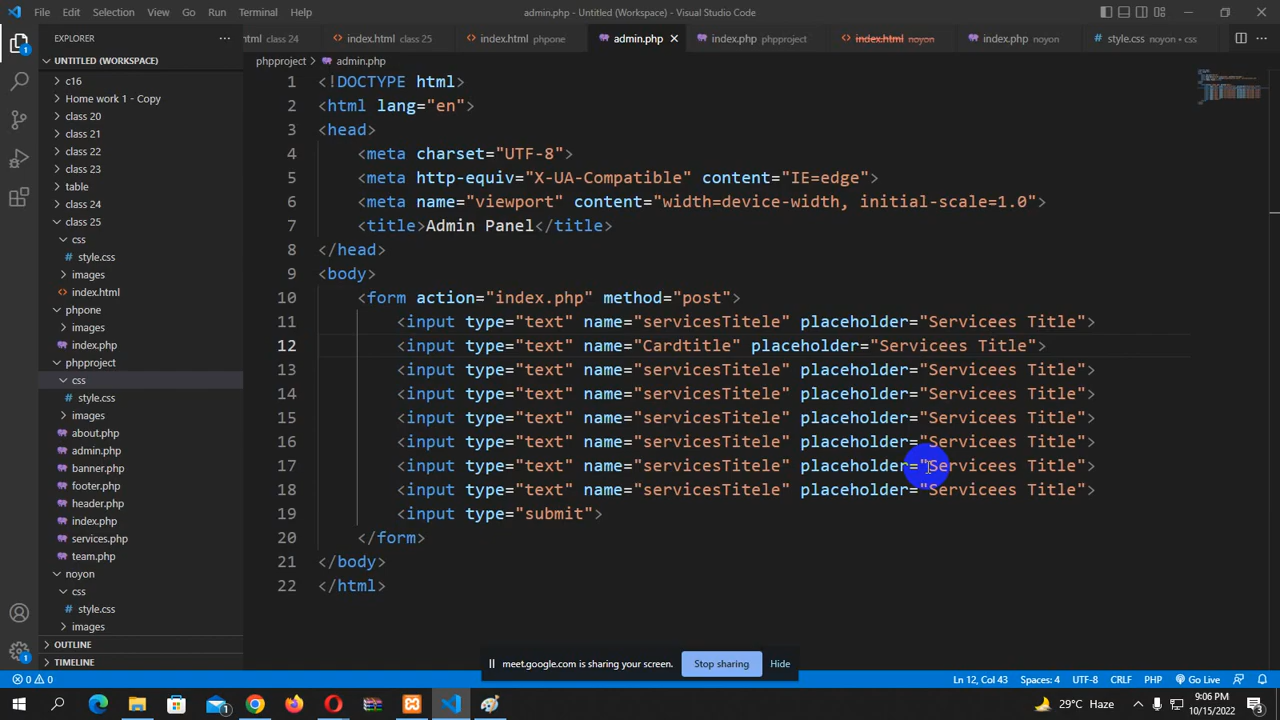 File Edit Selection View Go Run Terminal Help
admin.php - Untitled (Workspace) - Visual Studio Code
EXPLORER
html class 24
index.html class 25
index.html phpone
admin.php
index.php phpproject
index.html noyon
index.php noyon
style.css noyon • css
UNTITLED (WORKSPACE)
phpproject > admin.php
c16
Home work 1 - Copy
class 20
class 21
class 22
class 23
table
class 24
class 25
css
style.css
images
index.html
phpone
images
index.php
phpproject
css
style.css
images
about.php
admin.php
banner.php
footer.php
header.php
index.php
services.php
team.php
noyon
css
style.css
images
OUTLINE
TIMELINE
1 <!DOCTYPE html>
2 <html lang="en">
3 <head>
4 <meta charset="UTF-8">
5 <meta http-equiv="X-UA-Compatible" content="IE=edge">
6 <meta name="viewport" content="width=device-width, initial-scale=1.0">
7 <title>Admin Panel</title>
8 </head>
9 <body>
10 <form action="index.php" method="post">
11 <input type="text" name="servicesTitele" placeholder="Servicees Title">
12 <input type="text" name="Cardtitle" placeholder="Servicees Title">
13 <input type="text" name="servicesTitele" placeholder="Servicees Title">
14 <input type="text" name="servicesTitele" placeholder="Servicees Title">
15 <input type="text" name="servicesTitele" placeholder="Servicees Title">
16 <input type="text" name="servicesTitele" placeholder="Servicees Title">
17 <input type="text" name="servicesTitele" placeholder="Servicees Title">
18 <input type="text" name="servicesTitele" placeholder="Servicees Title">
19 <input type="submit">
20 </form>
21 </body>
22 </html>
meet.google.com is sharing your screen. Stop sharing Hide
0 0 Ln 12, Col 43 Spaces: 4 UTF-8 CRLF PHP Go Live
29°C Haze
9:06 PM
10/15/2022